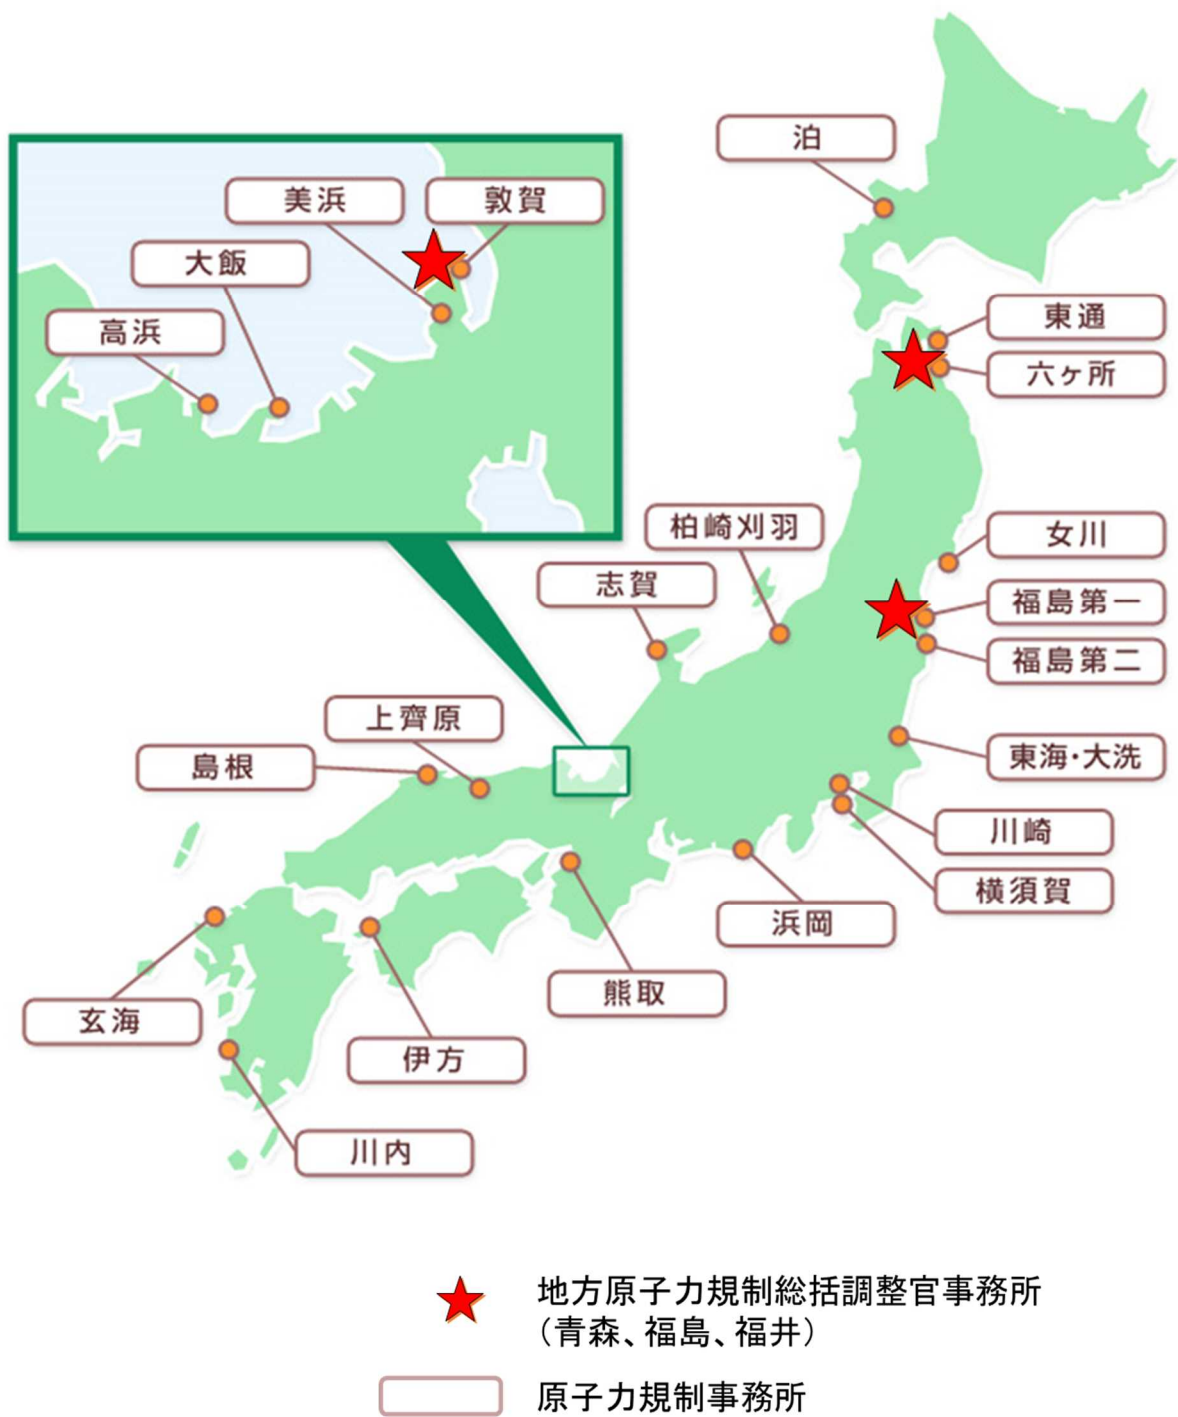 泊
美浜
敦賀
大飯
高浜
東通
六ヶ所
柏崎刈羽
女川
志賀
福島第一
福島第二
上齊原
島根
東海・大洗
川崎
横須賀
浜岡
熊取
玄海
伊方
川内
地方原子力規制総括調整官事務所
（青森、福島、福井）
原子力規制事務所